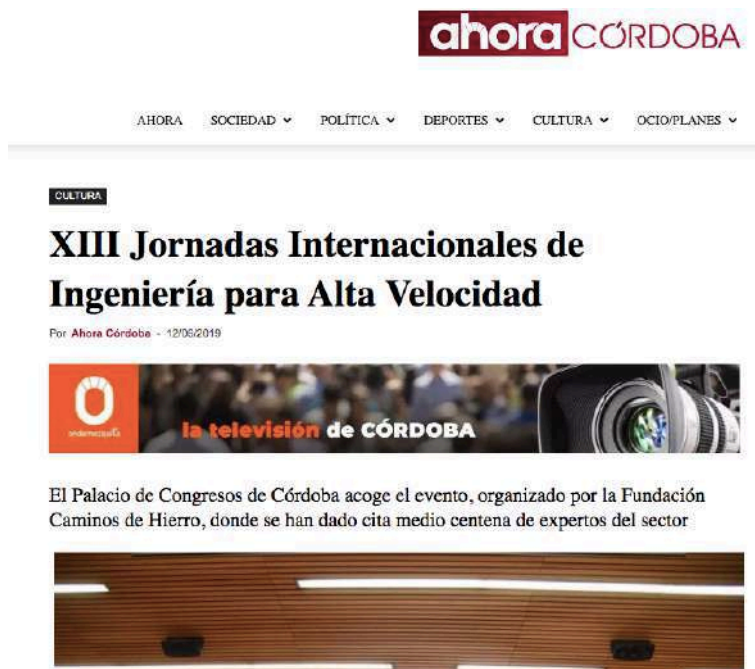 ahora CÓRDOBA
AHORA SOCIEDAD POLÍTICA DEPORTES CULTURA OCIO/PLANES
CULTURA
XIII Jornadas Internacionales de
Ingeniería para Alta Velocidad
Por Ahora Córdoba - 12/06/2019
la televisión de CÓRDOBA
El Palacio de Congresos de Córdoba acoge el evento, organizado por la Fundación
Caminos de Hierro, donde se han dado cita medio centena de expertos del sector